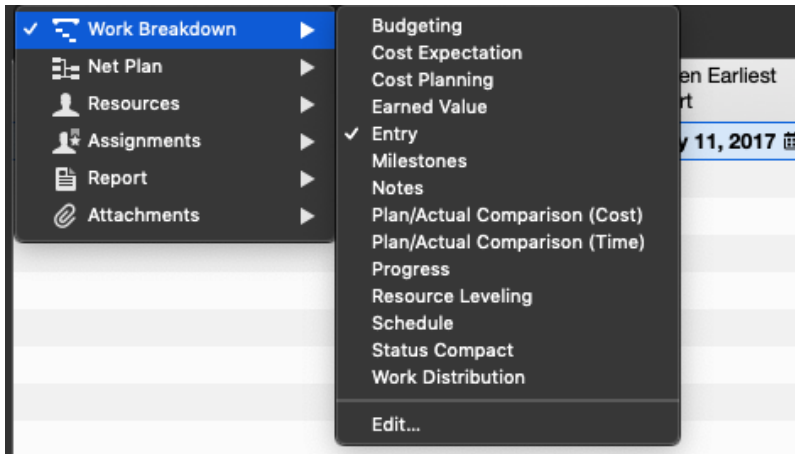 Work Breakdown
Net Plan
Resources
Assignments
Report
Attachments
Budgeting
Cost Expectation
Cost Planning
Earned Value
Entry
Milestones
Notes
Plan/Actual Comparison (Cost)
Plan/Actual Comparison (Time)
Progress
Resource Leveling
Schedule
Status Compact
Work Distribution
Edit...
Earliest
11, 2017